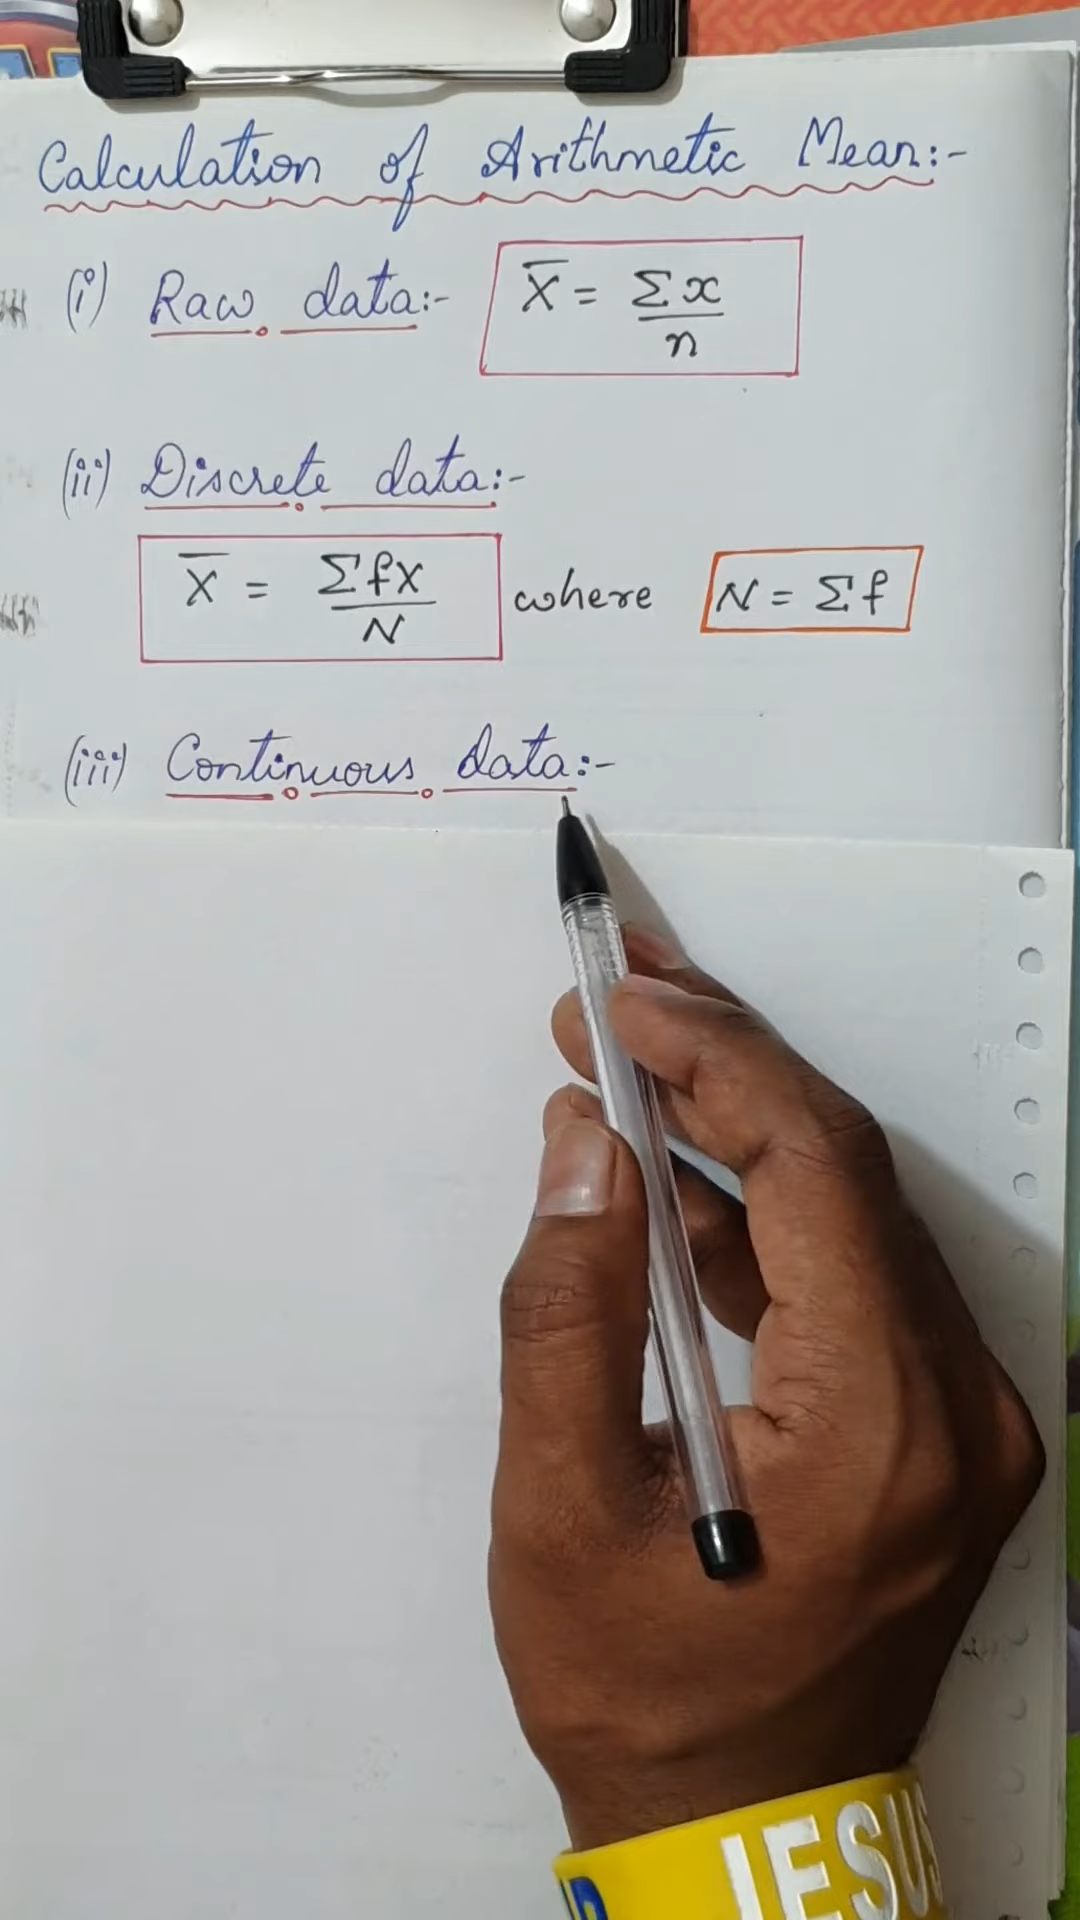 Calculation of Arithmetic Mean:-
(i) Raw data:- X̄ = Σx / n
(ii) Discrete data:-
X̄ = ΣfX / N where N = Σf
(iii) Continuous data:-
JESUS